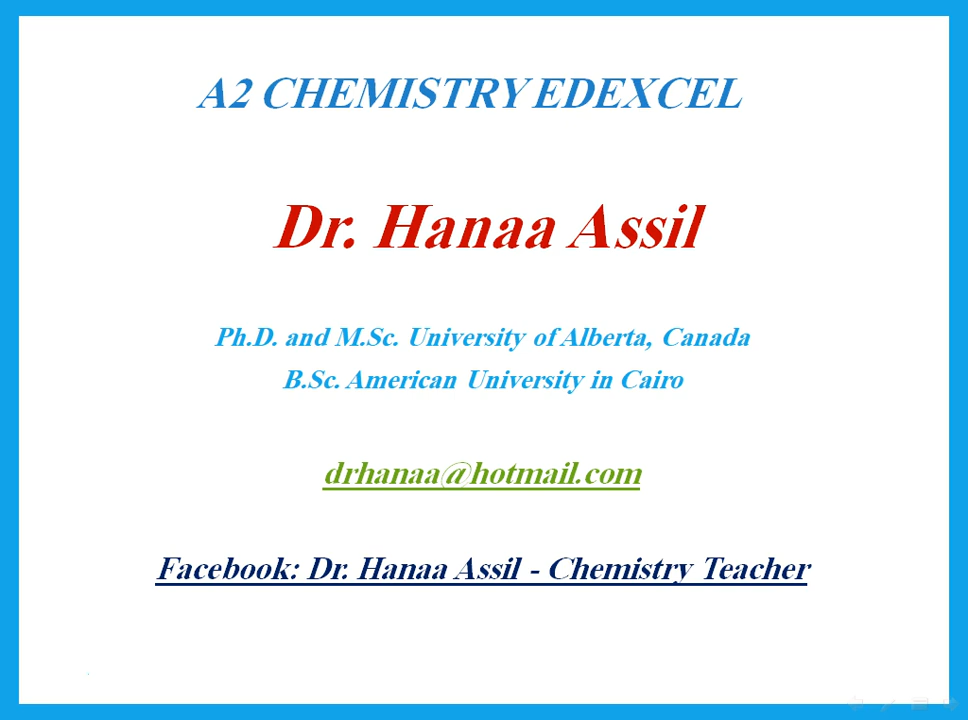 A2 CHEMISTRY EDEXCEL
Dr. Hanaa Assil
Ph.D. and M.Sc. University of Alberta, Canada
B.Sc. American University in Cairo
drhanaa@hotmail.com
Facebook: Dr. Hanaa Assil - Chemistry Teacher